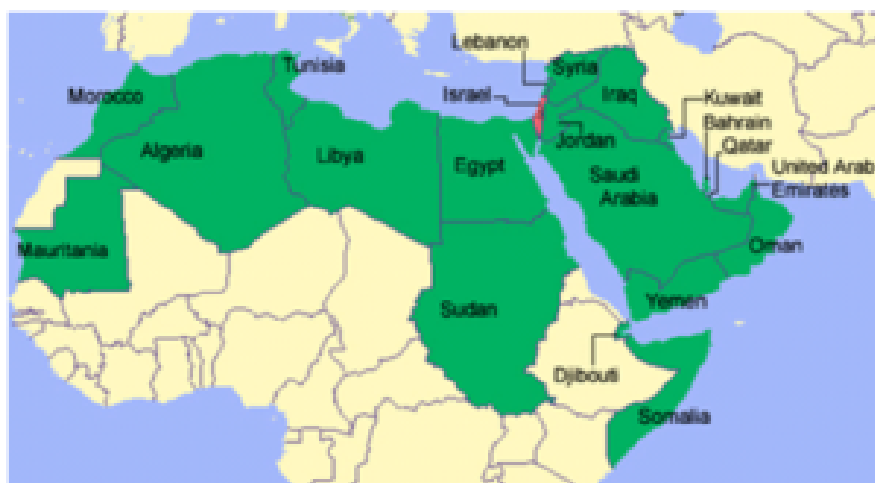 Lebanon
Syria
Tunisia
Israel
Iraq
Morocco
Kuwait
Bahrain
Jordan
Qatar
Algeria
Libya
Egypt
United Arab
Emirates
Saudi
Arabia
Mauritania
Oman
Sudan
Yemen
Djibouti
Somalia